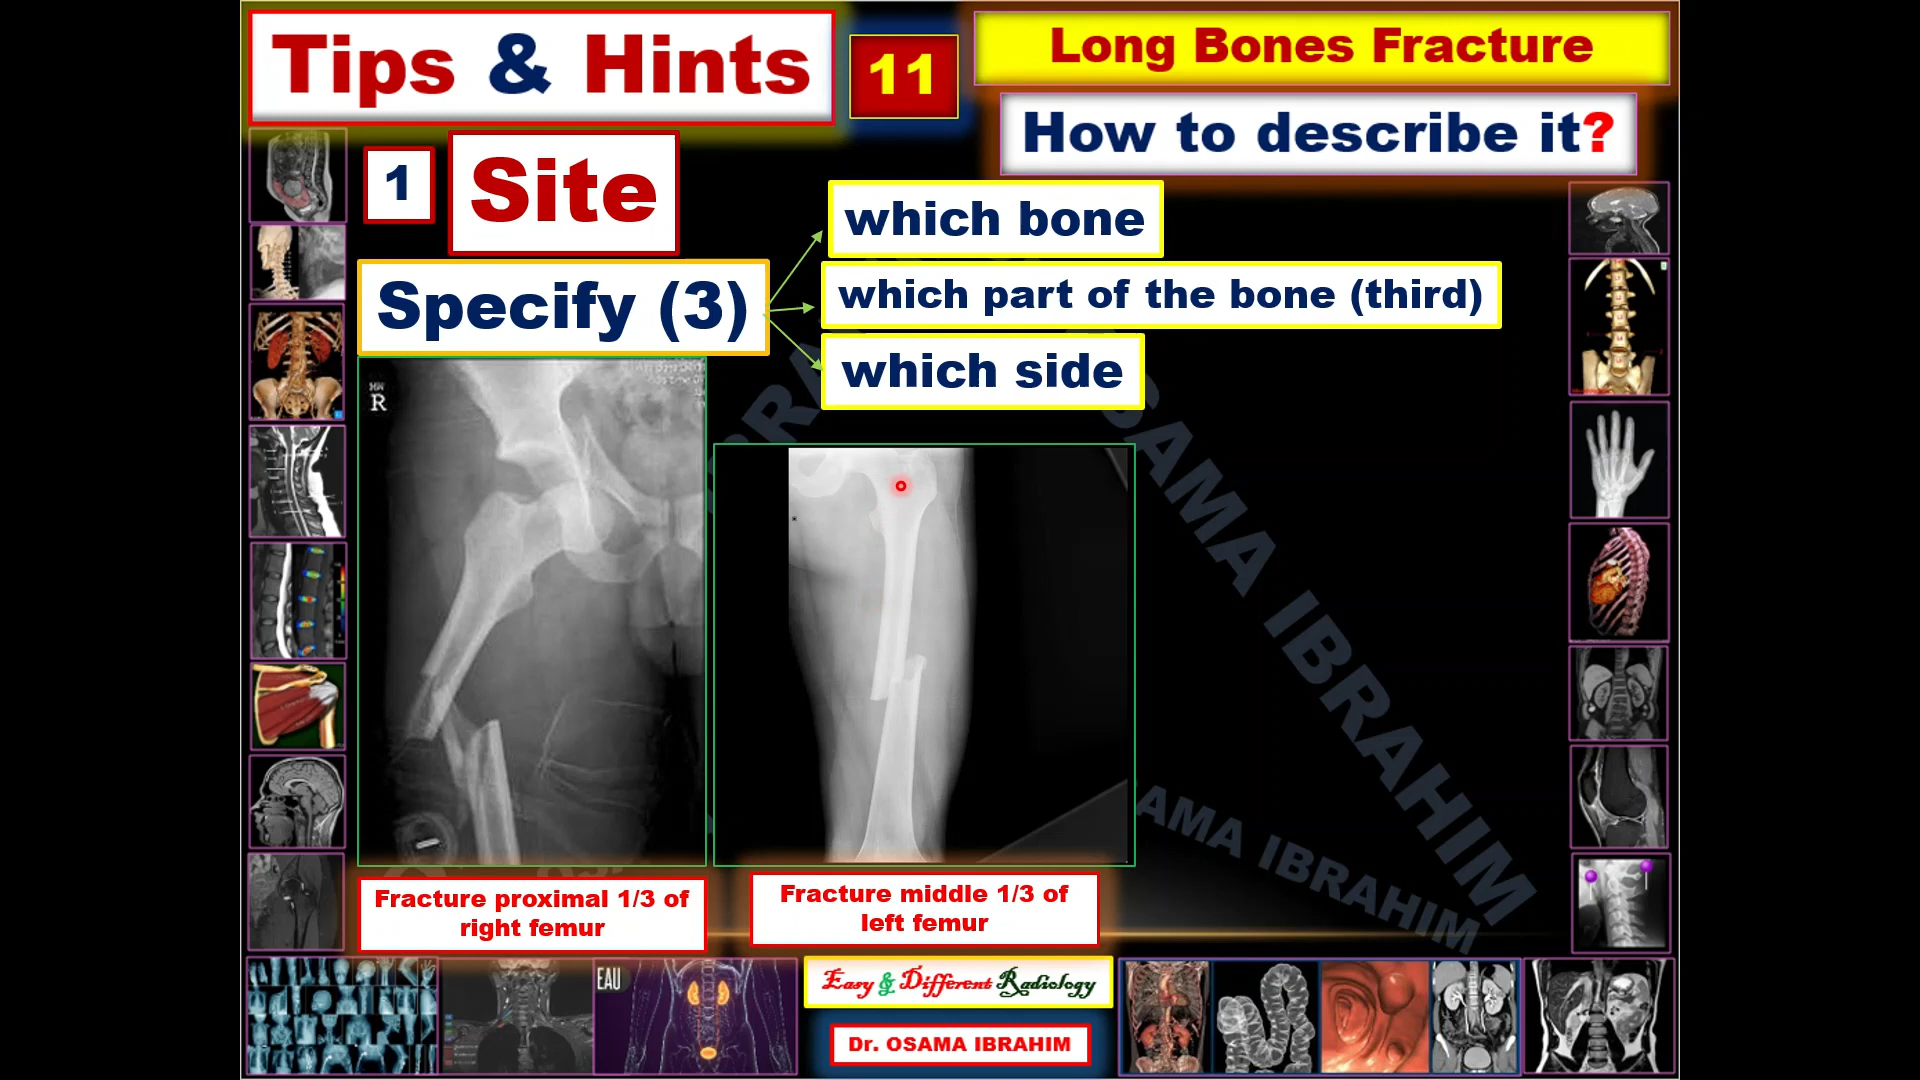 Tips & Hints
11
Long Bones Fracture
How to describe it?
1
Site
which bone
Specify (3)
which part of the bone (third)
which side
R
OSAMA IBRAHIM
AMA IBRAHIM
Fracture proximal 1/3 of
right femur
Fracture middle 1/3 of
left femur
EAU
Easy & Different Radiology
Dr. OSAMA IBRAHIM